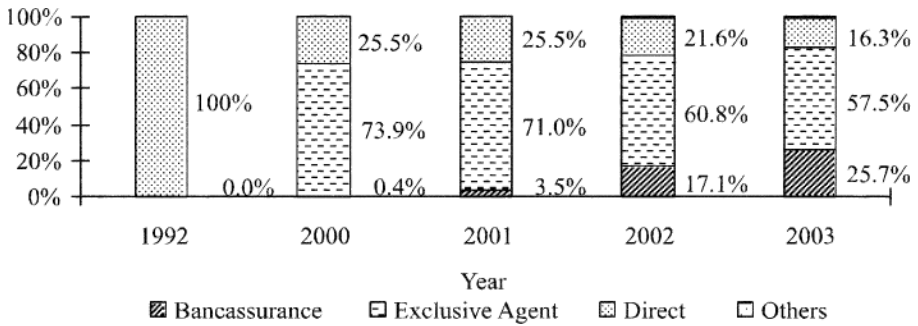 100%
80% 25.5% 25.5% 21.6% 16.3%
60% 100% 73.9% 71.0% 60.8% 57.5%
40%
20% 0.0% 0.4% 3.5% 17.1% 25.7%
0%
1992 2000 2001 2002 2003
Year
Bancassurance Exclusive Agent Direct Others